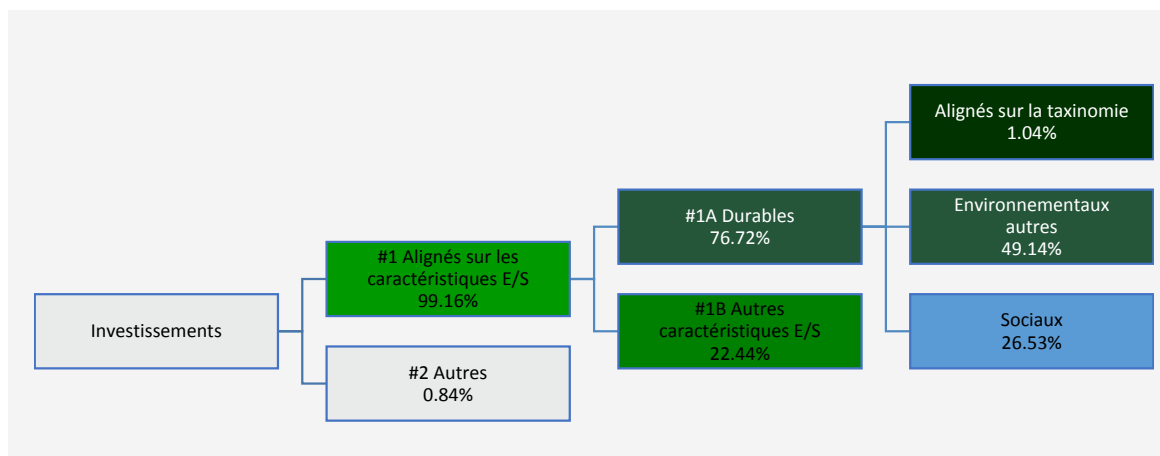 Investissements
#1 Alignés sur les
caractéristiques E/S
99.16%
#2 Autres
0.84%
#1A Durables
76.72%
#1B Autres
caractéristiques E/S
22.44%
Alignés sur la taxinomie
1.04%
Environnementaux
autres
49.14%
Sociaux
26.53%